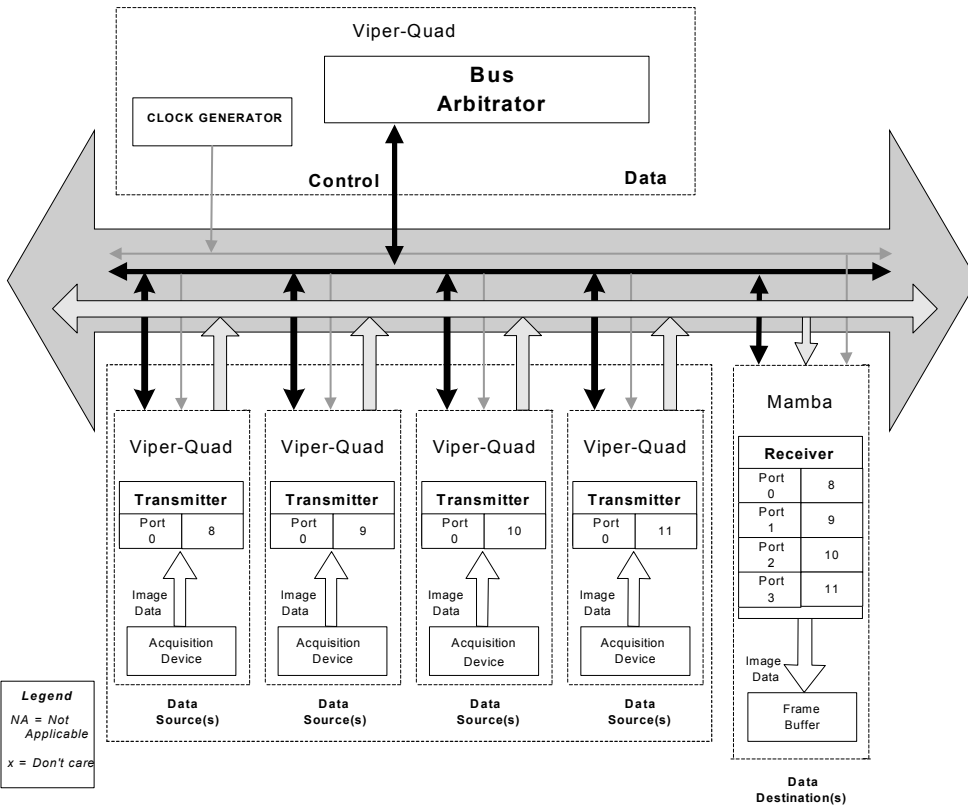 Viper-Quad
Bus
Arbitrator
CLOCK GENERATOR
Control
Data
Viper-Quad
Transmitter
Port
0
8
Image
Data
Acquisition
Device
Data
Source(s)
Viper-Quad
Transmitter
Port
0
9
Image
Data
Acquisition
Device
Data
Source(s)
Viper-Quad
Transmitter
Port
0
10
Image
Data
Acquisition
Device
Data
Source(s)
Viper-Quad
Transmitter
Port
0
11
Image
Data
Acquisition
Device
Data
Source(s)
Mamba
Receiver
Port
0
8
Port
1
9
Port
2
10
Port
3
11
Image
Data
Frame
Buffer
Data
Destination(s)
Legend
NA = Not
Applicable
x = Don't care